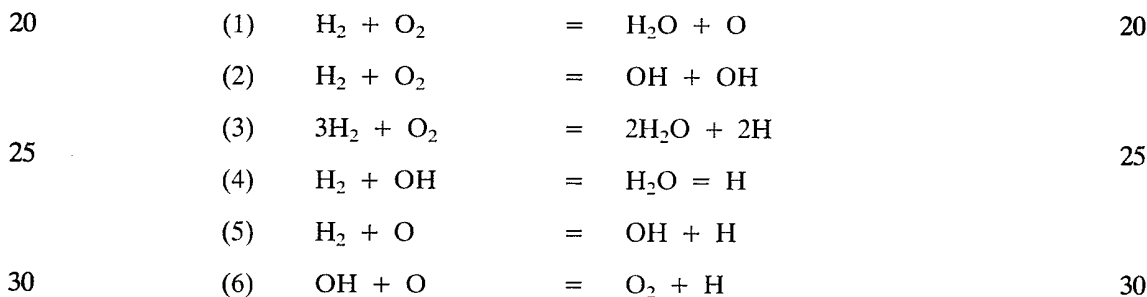 20 (1) H₂ + O₂ = H₂O + O 20
(2) H₂ + O₂ = OH + OH
(3) 3H₂ + O₂ = 2H₂O + 2H
25 25
(4) H₂ + OH = H₂O = H
(5) H₂ + O = OH + H
30 (6) OH + O = O₂ + H 30